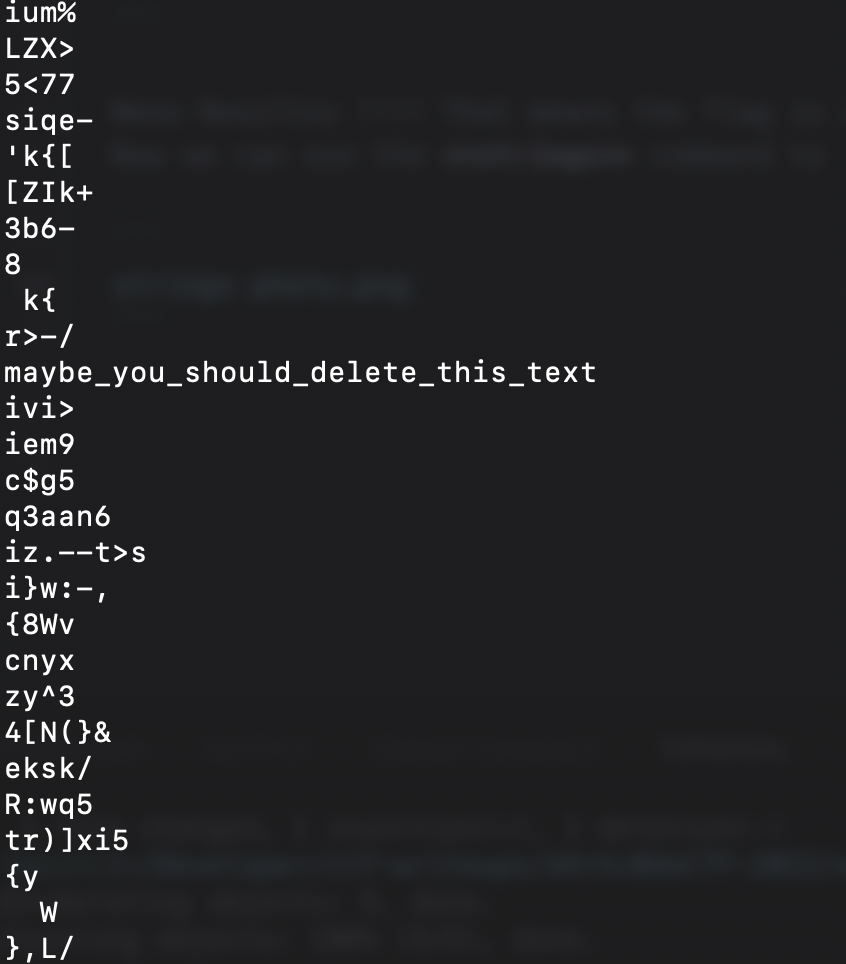 ium%
LZX>
5<77
siqe-
'k{[
[ZIk+
3b6-
8
 k{
r>-/
maybe_you_should_delete_this_text
ivi>
iem9
c$g5
q3aan6
iz.--t>s
i}w:-,
{8Wv
cnyx
zy^3
4[N(}&
eksk/
R:wq5
tr)]xi5
{y
  W
},L/